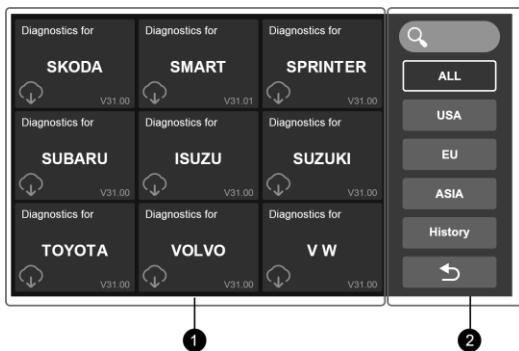 Diagnostics for
SKODA
V31.00
Diagnostics for
SMART
V31.01
Diagnostics for
SPRINTER
V31.00
Diagnostics for
SUBARU
V31.00
Diagnostics for
ISUZU
V31.00
Diagnostics for
SUZUKI
V31.00
Diagnostics for
TOYOTA
V31.00
Diagnostics for
VOLVO
V31.00
Diagnostics for
V W
V31.00
ALL
USA
EU
ASIA
History
1
2